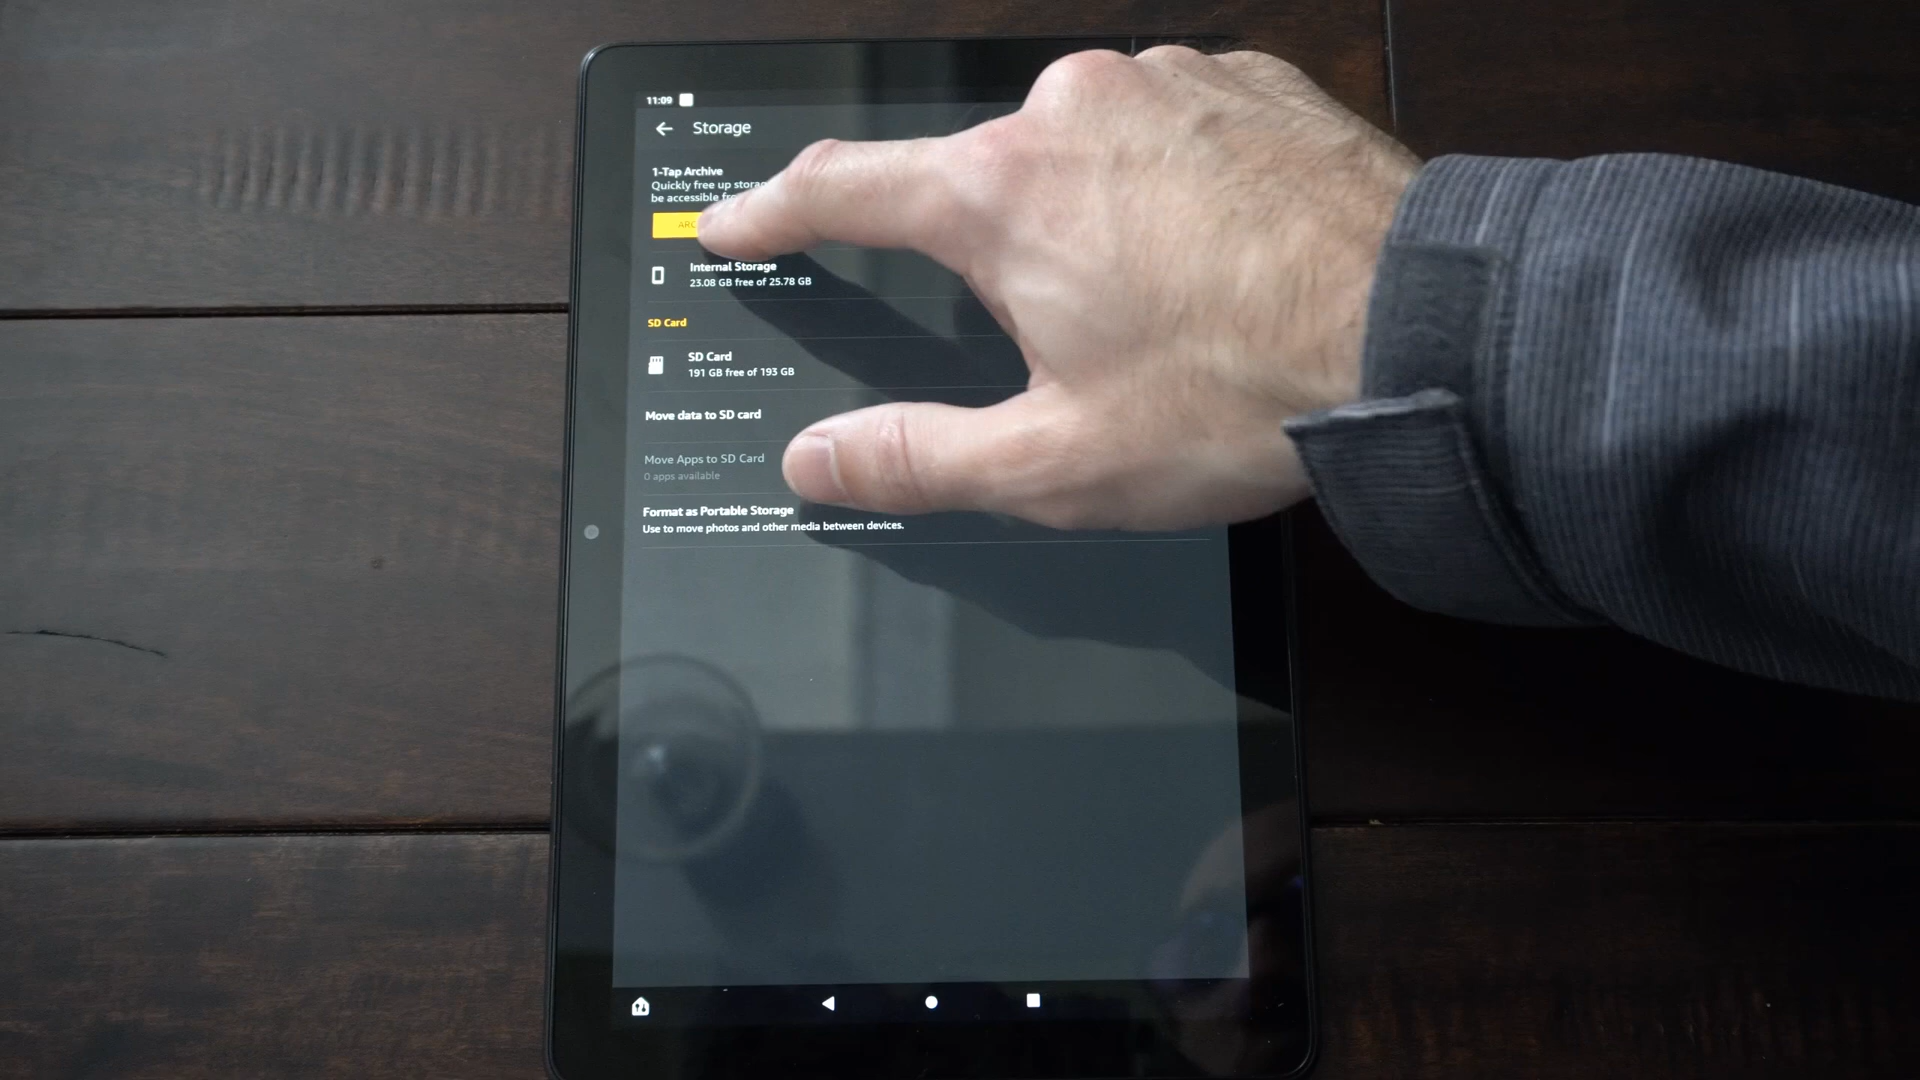 11:09
Storage
1-Tap Archive
Quickly free up
be accessible
Internal Storage
23.08 GB free of 25.78 GB
SD Card
SD Card
191 GB free of 193 GB
Move data to SD card
Move Apps to SD Card
0 apps available
Format as Portable Storage
Use to move photos and other media between devices.